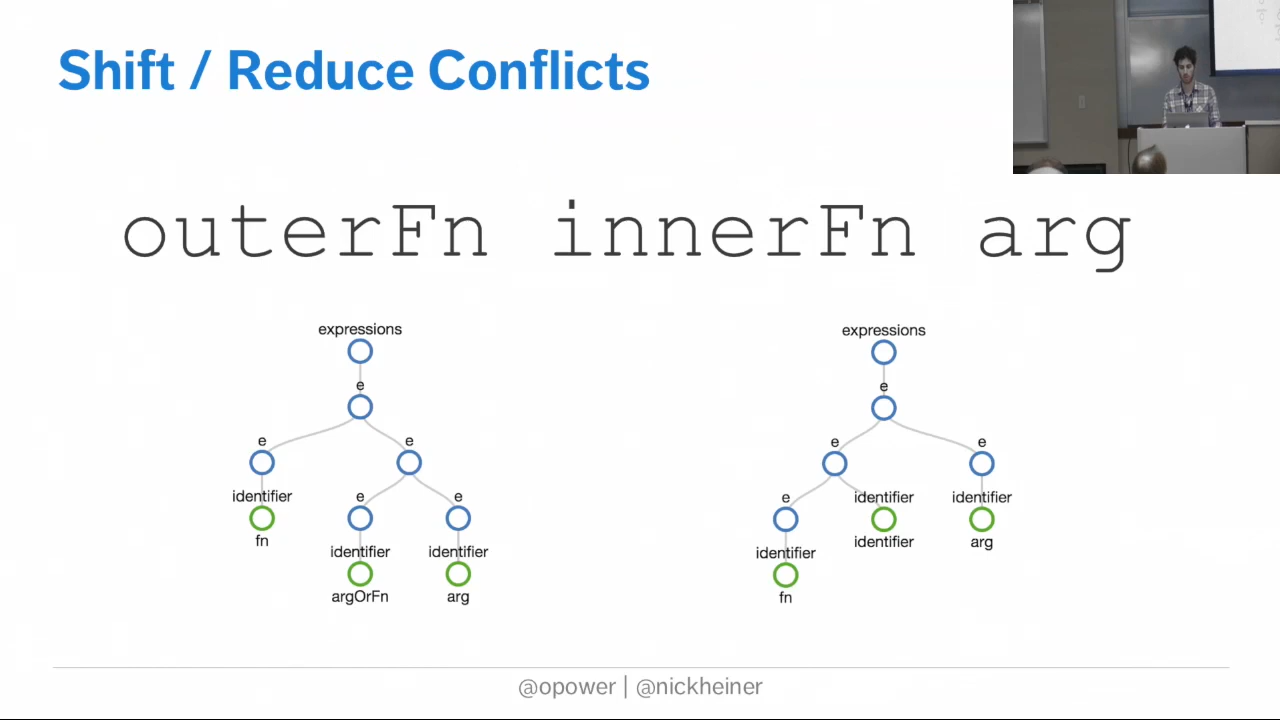 Shift / Reduce Conflicts
outerFn innerFn arg
expressions
e
e e
identifier e e
fn identifier identifier
argOrFn arg
expressions
e
e e
e identifier identifier
identifier identifier arg
fn
@opower | @nickheiner